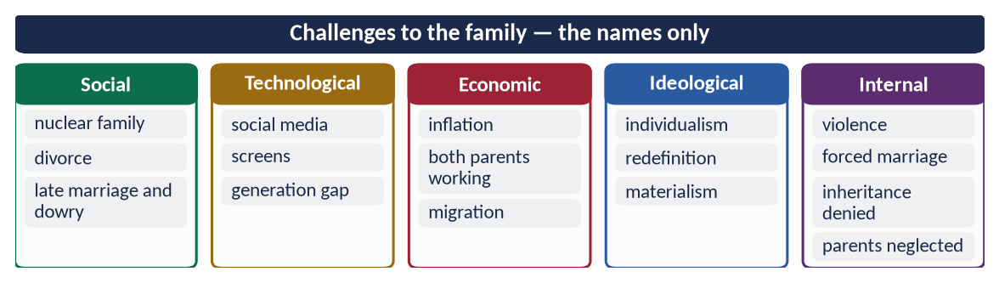 Challenges to the family — the names only
Social
nuclear family
divorce
late marriage and
dowry
Technological
social media
screens
generation gap
Economic
inflation
both parents
working
migration
Ideological
individualism
redefinition
materialism
Internal
violence
forced marriage
inheritance
denied
parents neglected